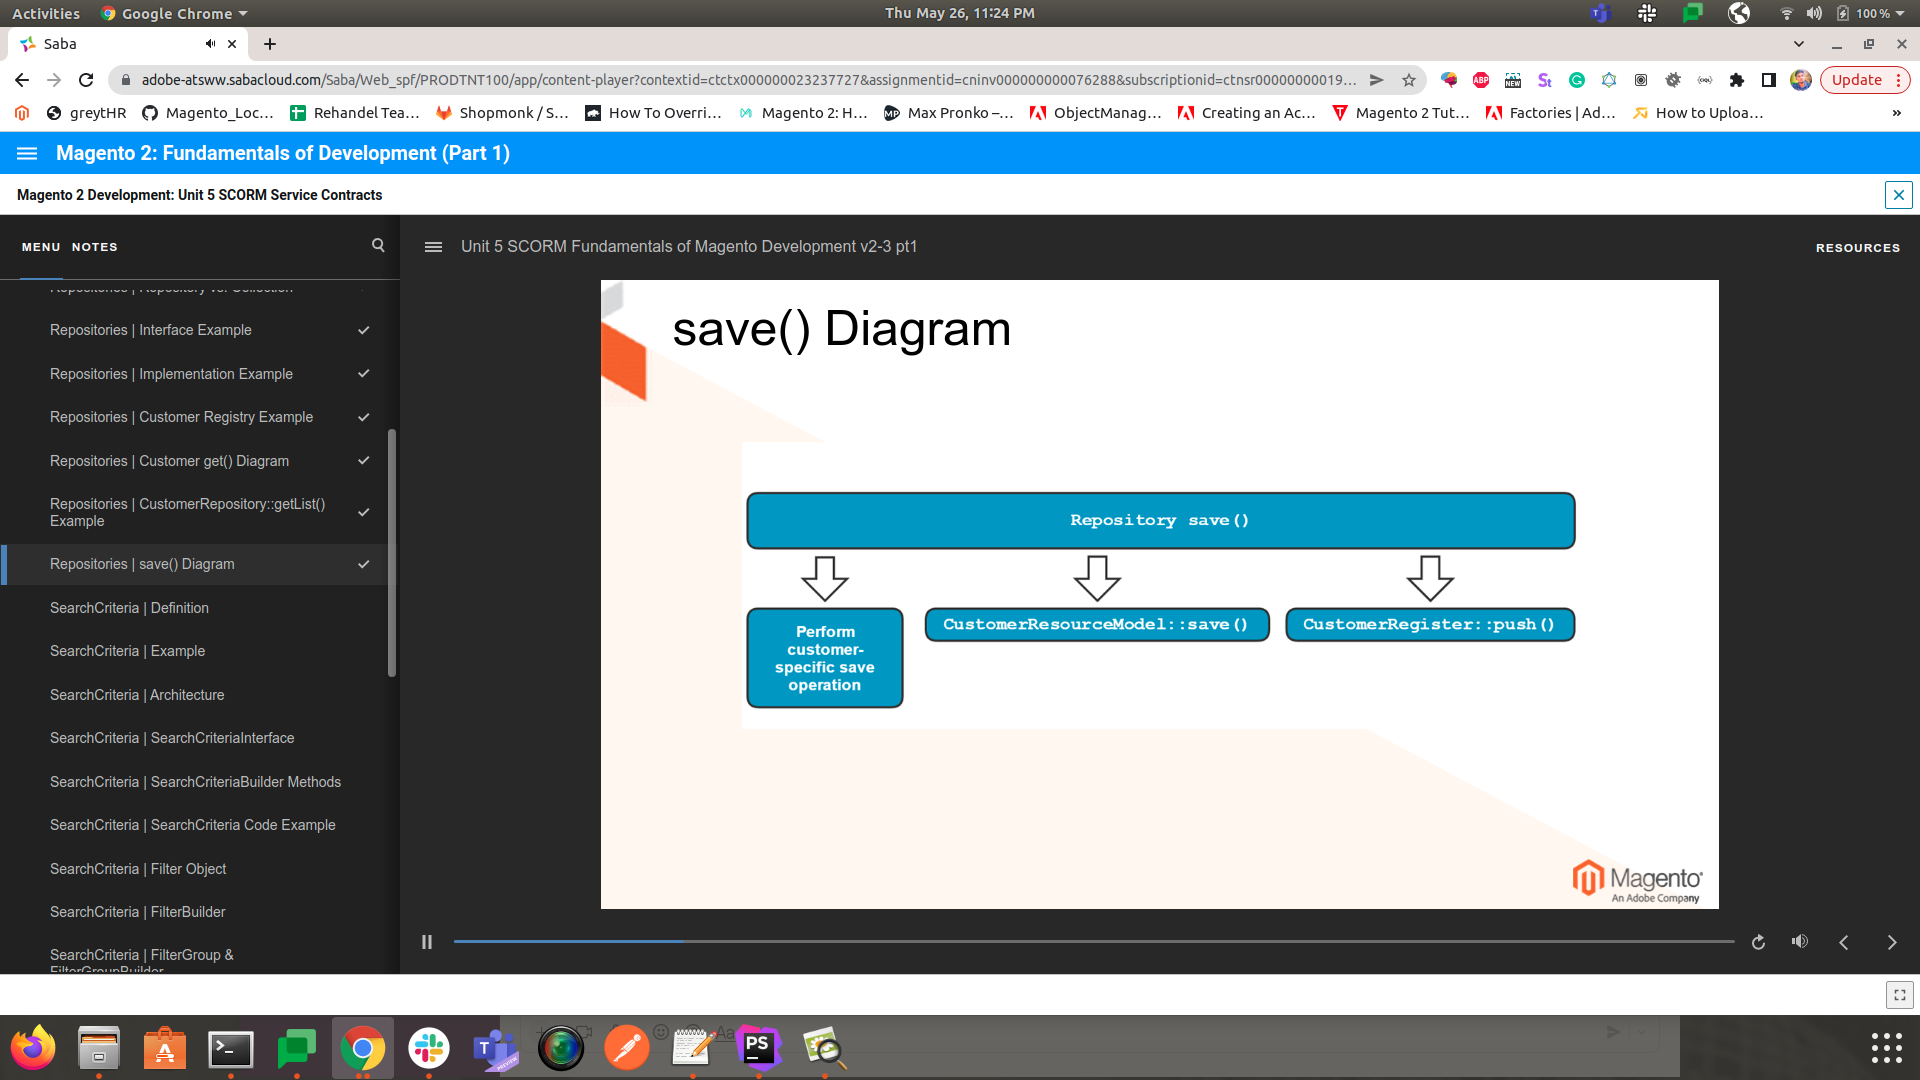 Activities Google Chrome Thu May 26, 11:24 PM 100 %
Saba
adobe-atsww.sabacloud.com/Saba/Web_spf/PRODTNT100/app/content-player?contextid=ctctx000000023237727&assignmentid=cninv000000000076288&subscriptionid=ctnsr00000000019... Update
greytHR Magento_Loc... Rehandel Tea... Shopmonk / S... How To Overri... Magento 2: H... Max Pronko –... ObjectManag... Creating an Ac... Magento 2 Tut... Factories | Ad... How to Uploa... »
Magento 2: Fundamentals of Development (Part 1)
Magento 2 Development: Unit 5 SCORM Service Contracts
MENU NOTES
Unit 5 SCORM Fundamentals of Magento Development v2-3 pt1
RESOURCES
Repositories | Repository vs. Collection
Repositories | Interface Example
Repositories | Implementation Example
Repositories | Customer Registry Example
Repositories | Customer get() Diagram
Repositories | CustomerRepository::getList()
Example
Repositories | save() Diagram
SearchCriteria | Definition
SearchCriteria | Example
SearchCriteria | Architecture
SearchCriteria | SearchCriteriaInterface
SearchCriteria | SearchCriteriaBuilder Methods
SearchCriteria | SearchCriteria Code Example
SearchCriteria | Filter Object
SearchCriteria | FilterBuilder
SearchCriteria | FilterGroup &
FilterGroupBuilder
save() Diagram
Repository save()
Perform
customer-
specific save
operation
CustomerResourceModel::save()
CustomerRegister::push()
Magento
An Adobe Company